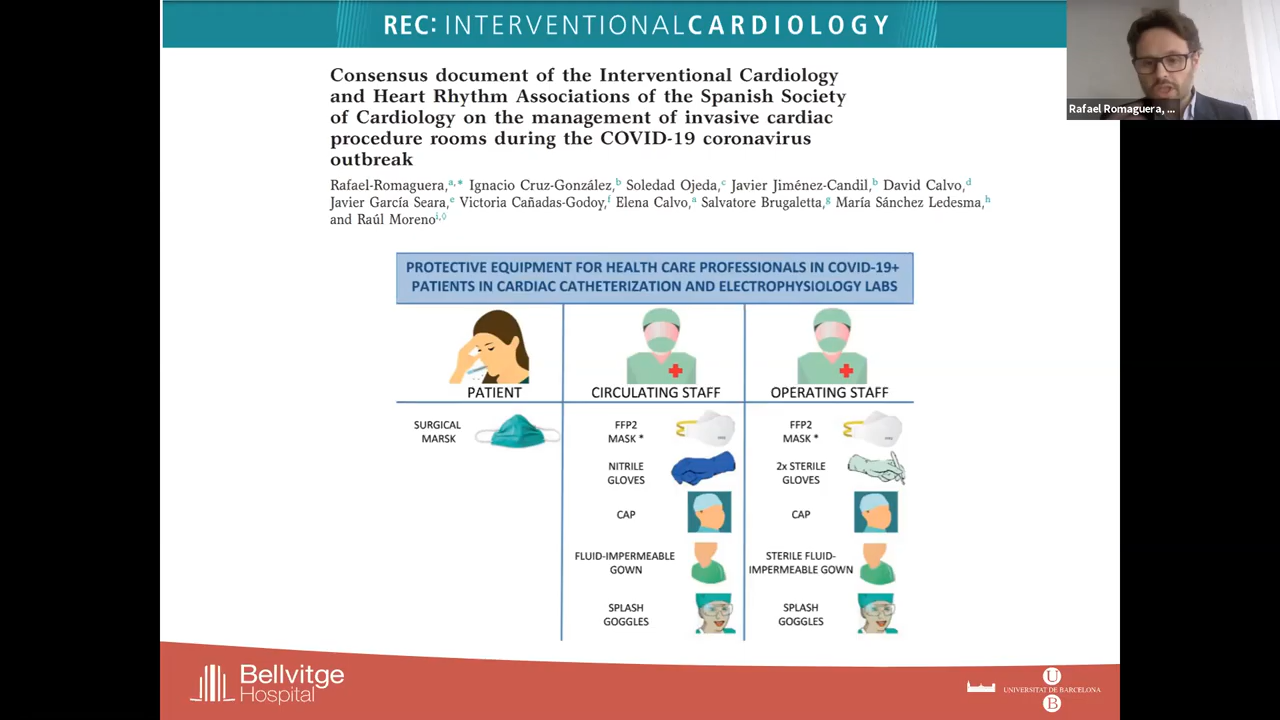 REC: INTERVENTIONALCARDIOLOGY
Rafael Romaguera, ...
Consensus document of the Interventional Cardiology
and Heart Rhythm Associations of the Spanish Society
of Cardiology on the management of invasive cardiac
procedure rooms during the COVID-19 coronavirus
outbreak
Rafael-Romaguera,a,* Ignacio Cruz-González,b Soledad Ojeda,c Javier Jiménez-Candil,b David Calvo,d
Javier García Seara,e Victoria Cañadas-Godoy,f Elena Calvo,a Salvatore Brugaletta,g María Sánchez Ledesma,h
and Raúl Morenoi,◊
PROTECTIVE EQUIPMENT FOR HEALTH CARE PROFESSIONALS IN COVID-19+
PATIENTS IN CARDIAC CATHETERIZATION AND ELECTROPHYSIOLOGY LABS
PATIENT
SURGICAL
MARSK
CIRCULATING STAFF
FFP2
MASK *
NITRILE
GLOVES
CAP
FLUID-IMPERMEABLE
GOWN
SPLASH
GOGGLES
OPERATING STAFF
FFP2
MASK *
2x STERILE
GLOVES
CAP
STERILE FLUID-
IMPERMEABLE GOWN
SPLASH
GOGGLES
Bellvitge
Hospital
UNIVERSITAT DE BARCELONA
U
B